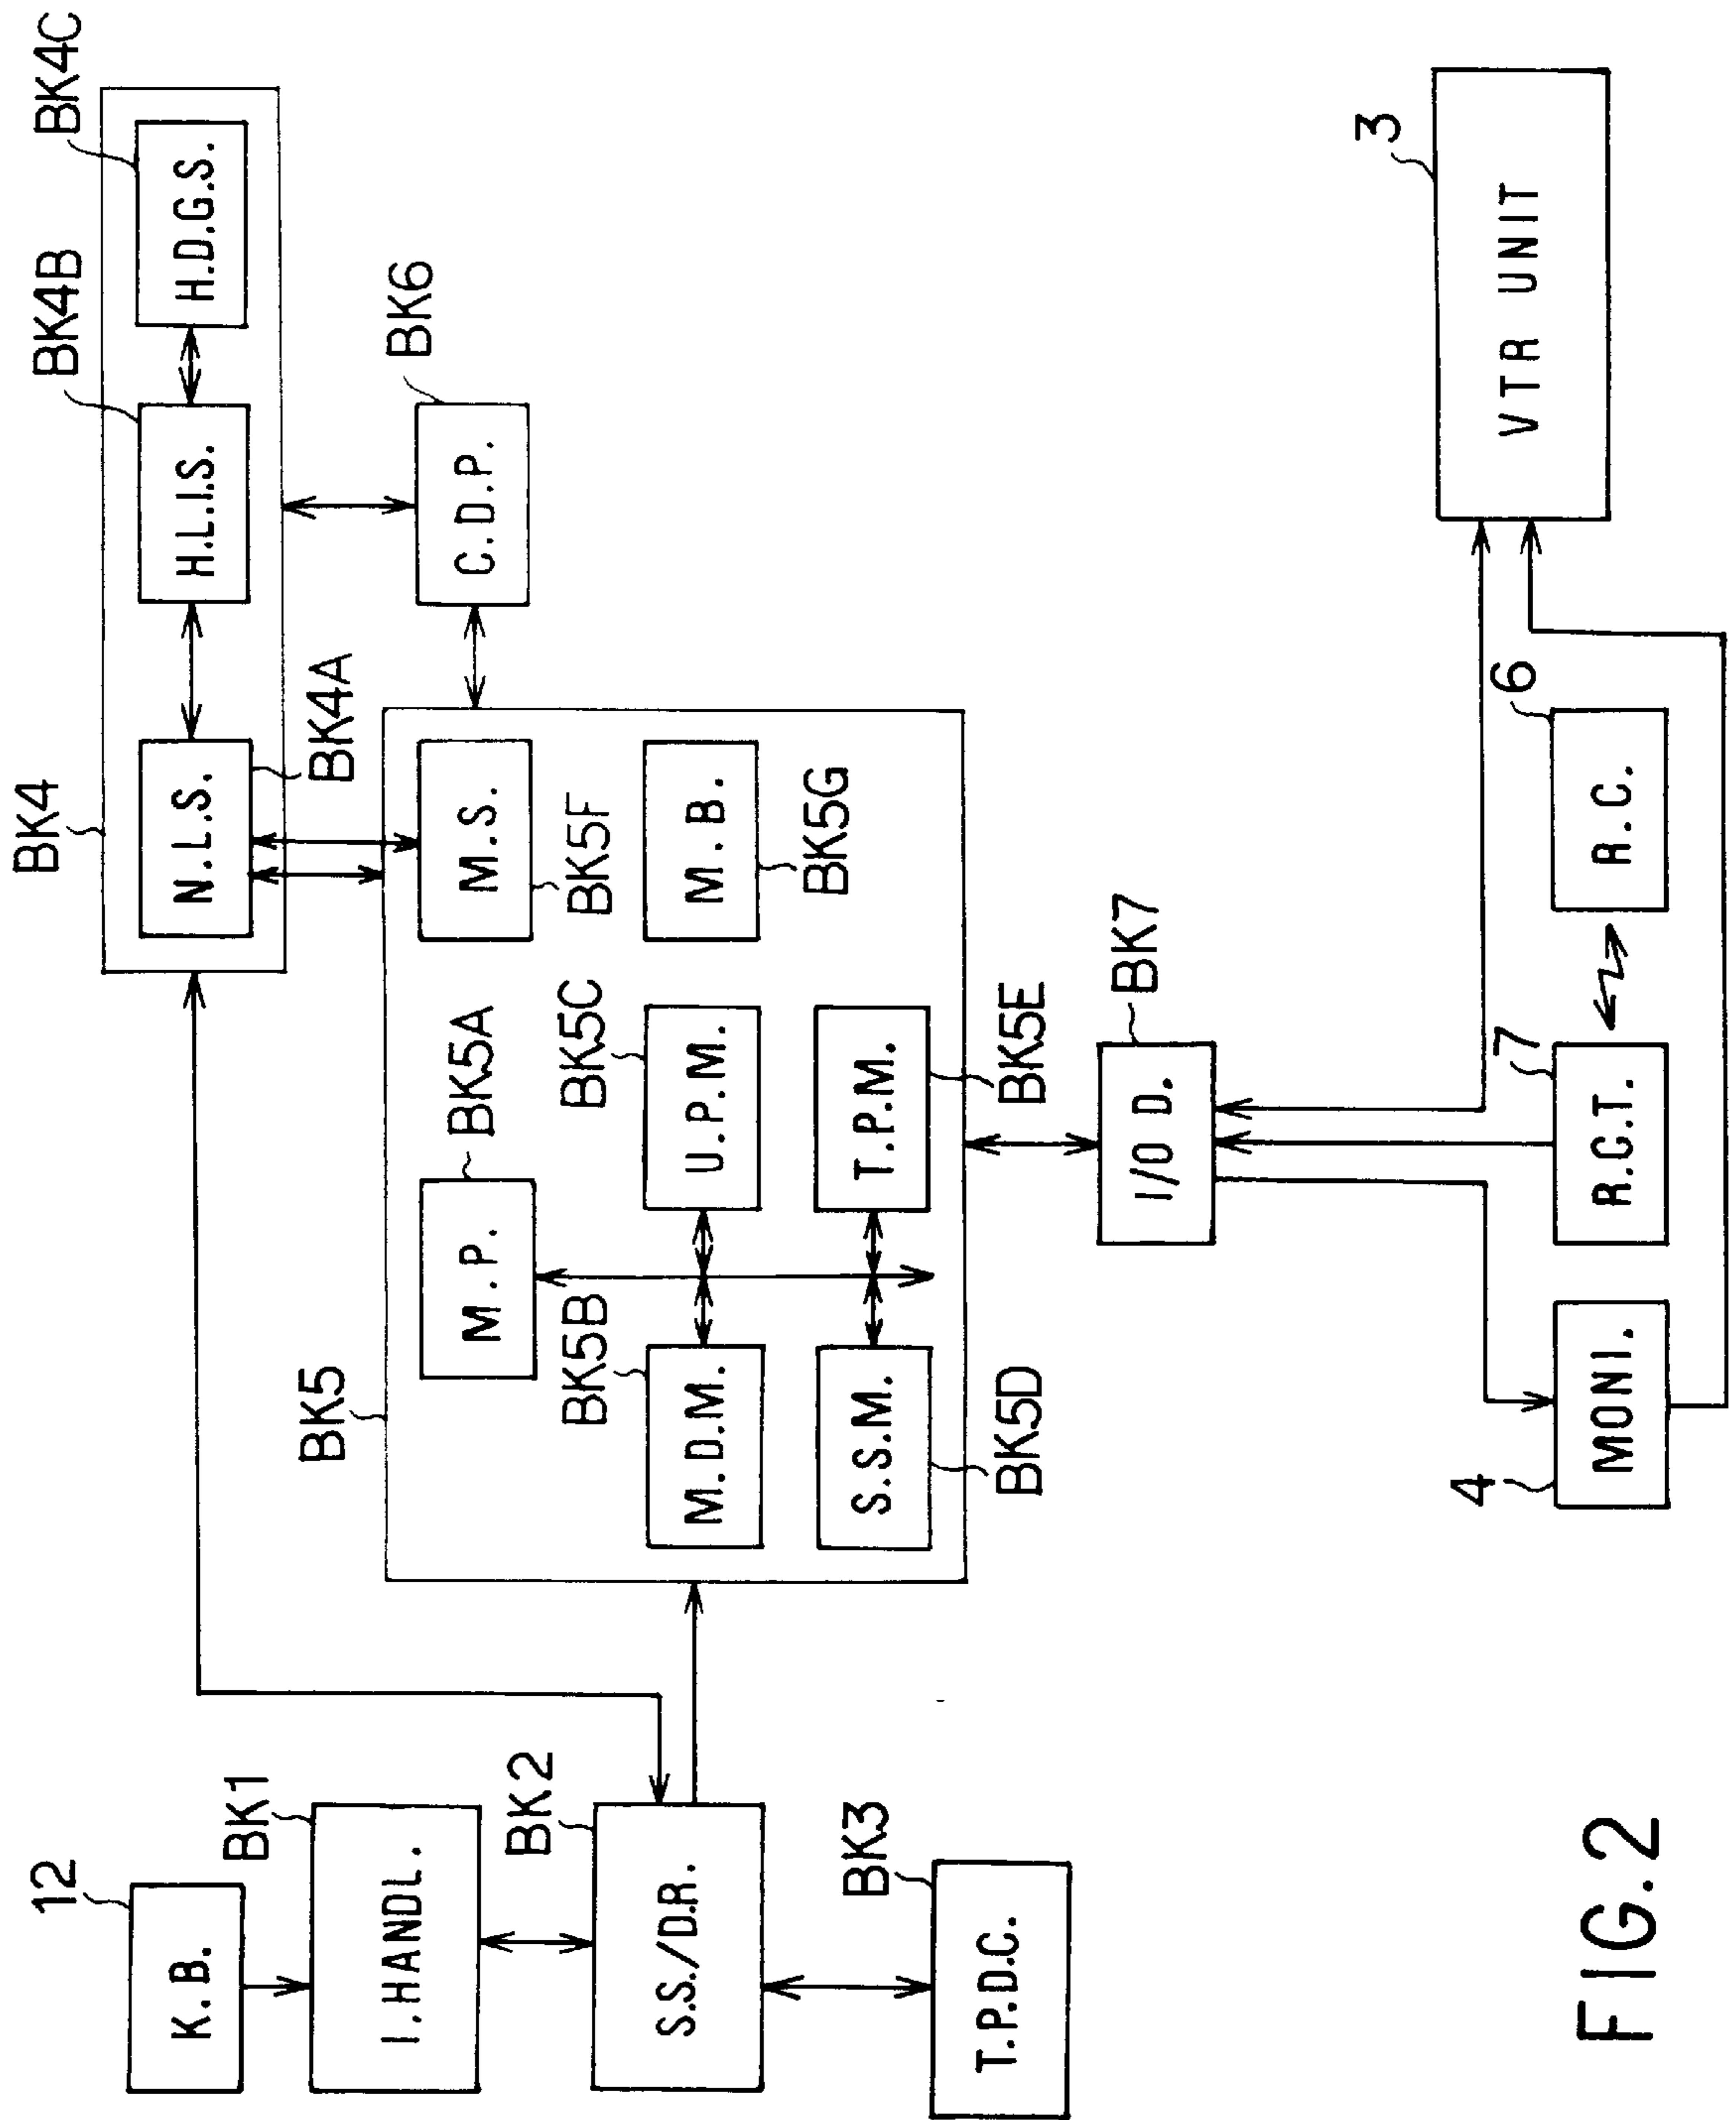 12
K.B.
BK1
I.HANDL.
BK2
S.S./D.R.
BK3
T.P.D.C.
BK4
N.L.S.
BK4A
H.L.I.S.
BK4B
H.D.G.S.
BK4C
BK5
M.P.
BK5A
BK5B
M.D.M.
BK5C
U.P.M.
S.S.M.
BK5D
T.P.M.
BK5E
M.S.
BK5F
M.B.
BK5G
C.D.P.
BK6
I/O D.
BK7
4
MONI.
7
R.C.T.
6
R.C.
3
VTR UNIT
FIG.2